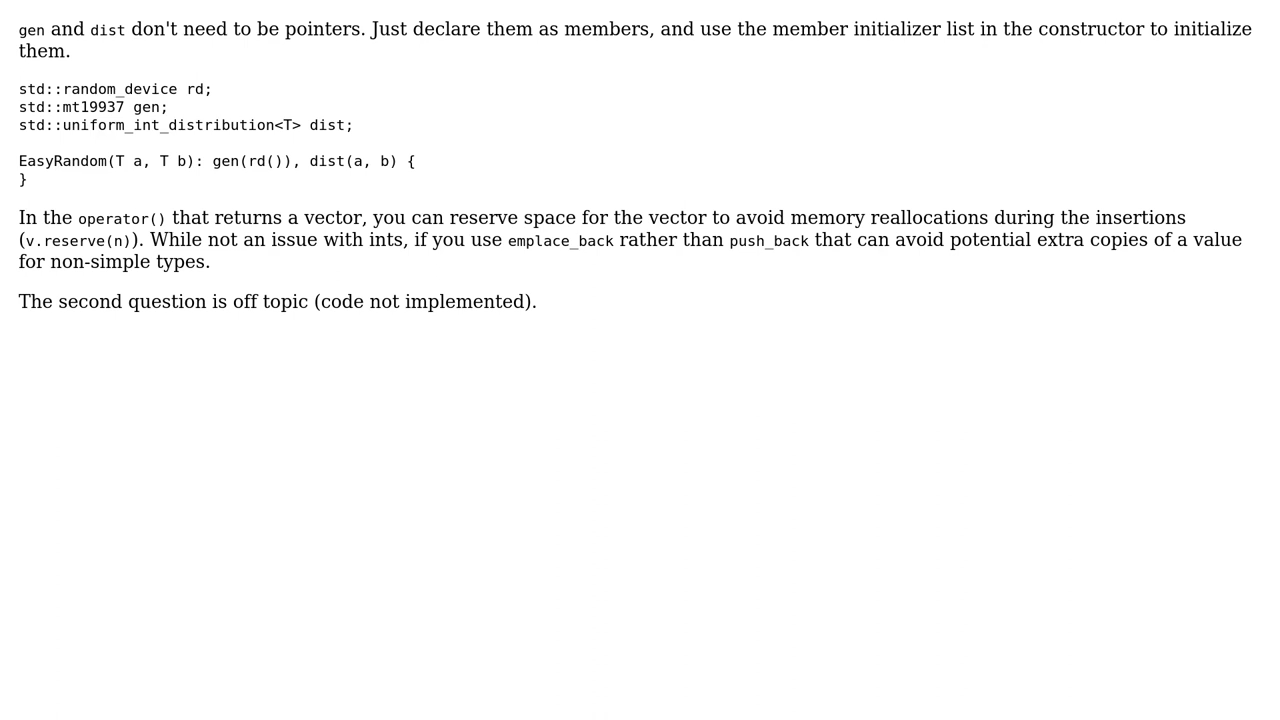 gen and dist don't need to be pointers. Just declare them as members, and use the member initializer list in the constructor to initialize
them.
std::random_device rd;
std::mt19937 gen;
std::uniform_int_distribution<T> dist;
EasyRandom(T a, T b): gen(rd()), dist(a, b) {
}
In the operator() that returns a vector, you can reserve space for the vector to avoid memory reallocations during the insertions
(v.reserve(n)). While not an issue with ints, if you use emplace_back rather than push_back that can avoid potential extra copies of a value
for non-simple types.
The second question is off topic (code not implemented).